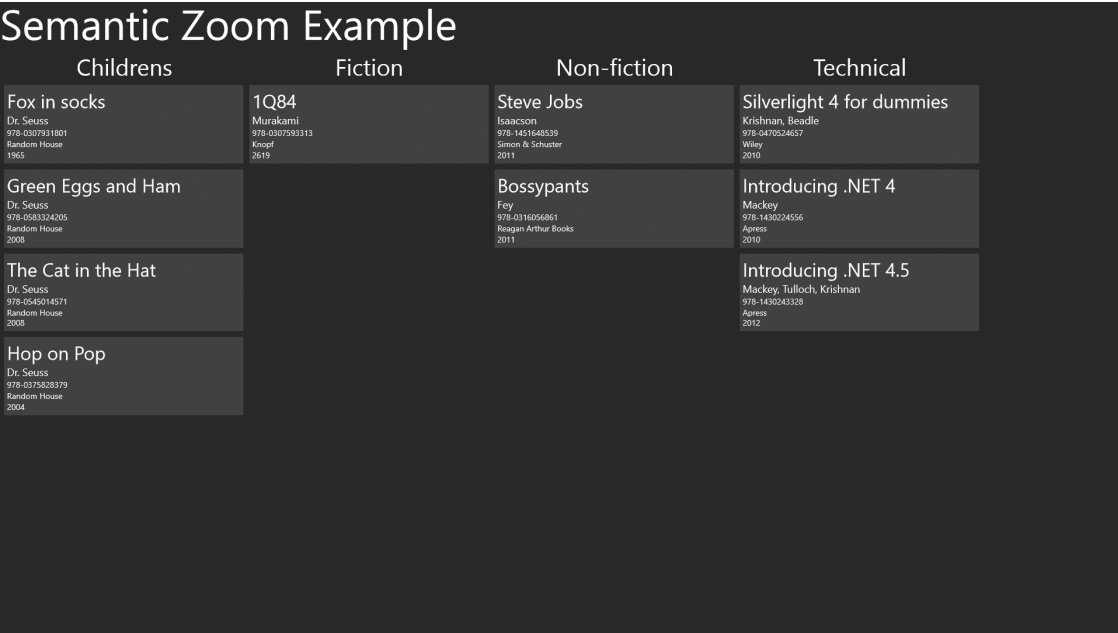 Semantic Zoom Example
Childrens
Fox in socks
Dr. Seuss
978-0307931801
Random House
1965
Green Eggs and Ham
Dr. Seuss
978-0583324205
Random House
2008
The Cat in the Hat
Dr. Seuss
978-0545014571
Random House
2008
Hop on Pop
Dr. Seuss
978-0375828379
Random House
2004
Fiction
1Q84
Murakami
978-0307593313
Knopf
2619
Non-fiction
Steve Jobs
Isaacson
978-1451648539
Simon & Schuster
2011
Bossypants
Fey
978-0316056861
Reagan Arthur Books
2011
Technical
Silverlight 4 for dummies
Krishnan, Beadle
978-0470524657
Wiley
2010
Introducing .NET 4
Mackey
978-1430224556
Apress
2010
Introducing .NET 4.5
Mackey, Tulloch, Krishnan
978-1430243328
Apress
2012